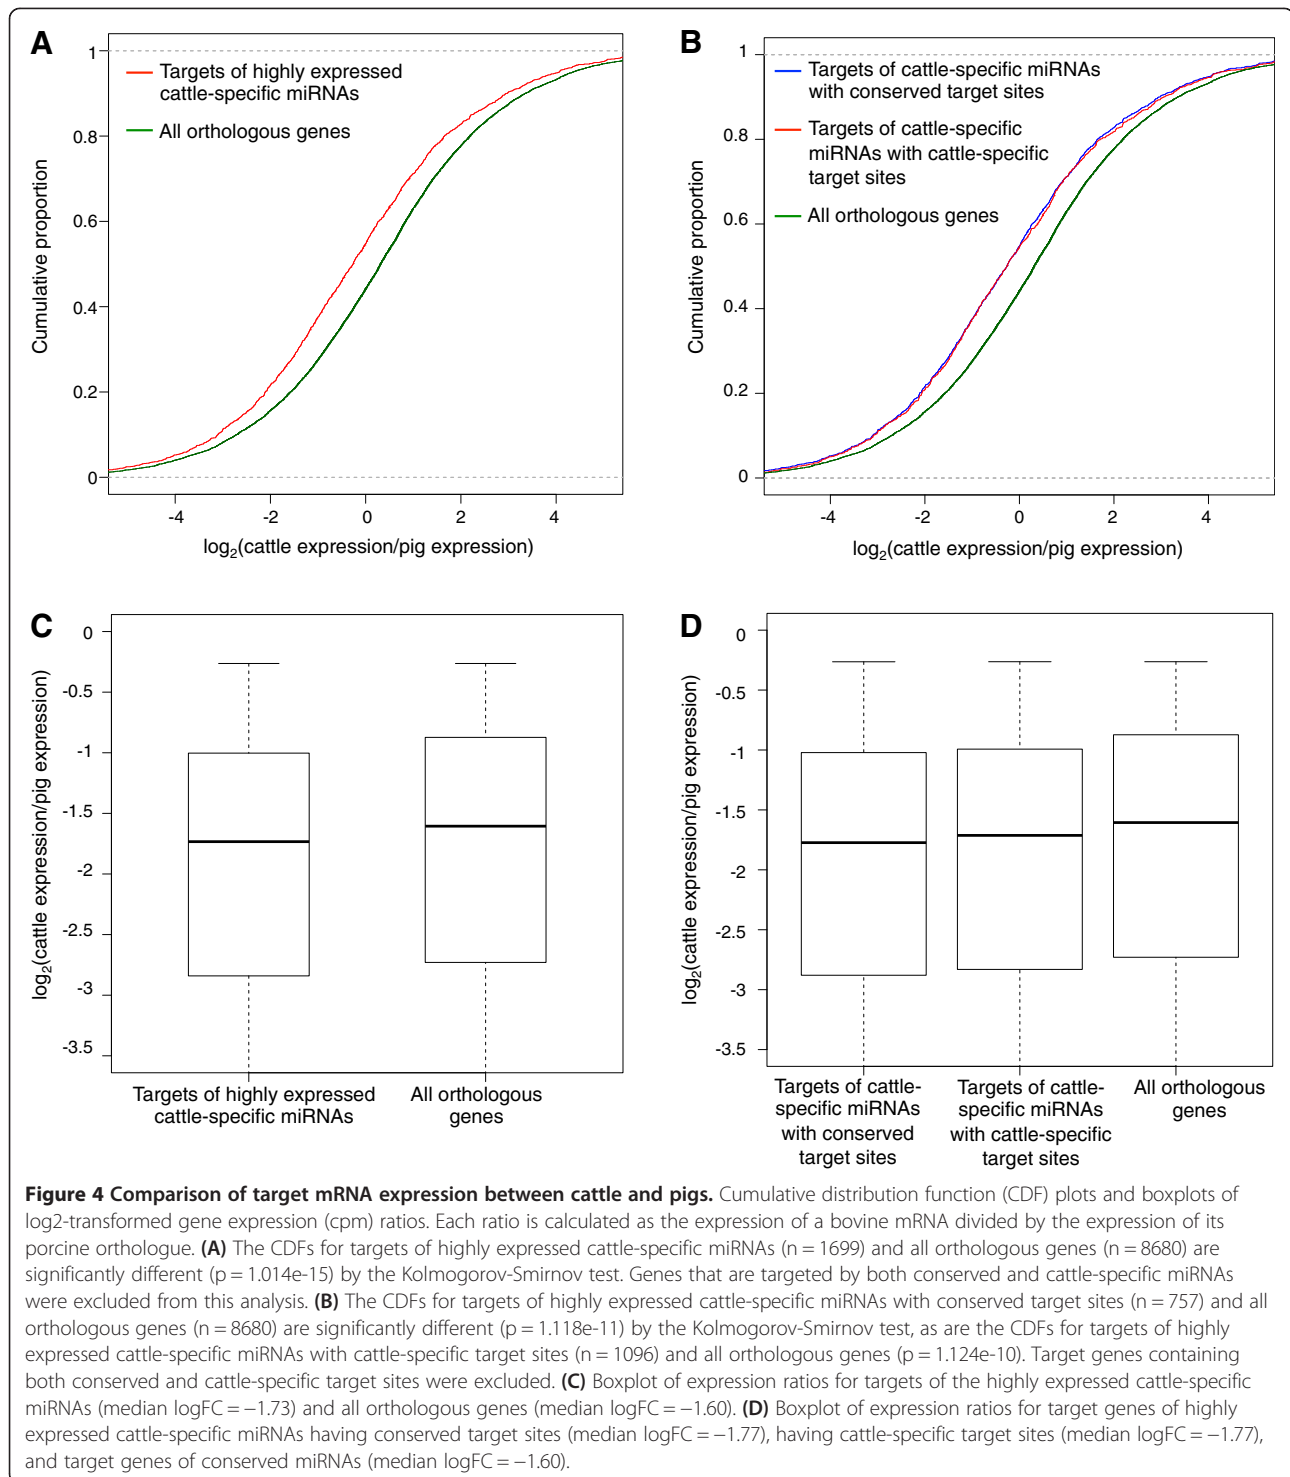 A
1
0.8
0.6
0.4
0.2
0
Cumulative proportion
Targets of highly expressed
cattle-specific miRNAs
All orthologous genes
-4 -2 0 2 4
log2(cattle expression/pig expression)
B
1
0.8
0.6
0.4
0.2
0
Cumulative proportion
Targets of cattle-specific miRNAs
with conserved target sites
Targets of cattle-specific
miRNAs with cattle-specific
target sites
All orthologous genes
-4 -2 0 2 4
log2(cattle expression/pig expression)
C
0
-0.5
-1
-1.5
-2
-2.5
-3
-3.5
log2(cattle expression/pig expression)
Targets of highly expressed
cattle-specific miRNAs
All orthologous
genes
D
0
-0.5
-1
-1.5
-2
-2.5
-3
-3.5
log2(cattle expression/pig expression)
Targets of cattle-
specific miRNAs
with conserved
target sites
Targets of cattle-
specific miRNAs
with cattle-specific
target sites
All orthologous
genes
Figure 4 Comparison of target mRNA expression between cattle and pigs. Cumulative distribution function (CDF) plots and boxplots of
log2-transformed gene expression (cpm) ratios. Each ratio is calculated as the expression of a bovine mRNA divided by the expression of its
porcine orthologue. (A) The CDFs for targets of highly expressed cattle-specific miRNAs (n = 1699) and all orthologous genes (n = 8680) are
significantly different (p = 1.014e-15) by the Kolmogorov-Smirnov test. Genes that are targeted by both conserved and cattle-specific miRNAs
were excluded from this analysis. (B) The CDFs for targets of highly expressed cattle-specific miRNAs with conserved target sites (n = 757) and all
orthologous genes (n = 8680) are significantly different (p = 1.118e-11) by the Kolmogorov-Smirnov test, as are the CDFs for targets of highly
expressed cattle-specific miRNAs with cattle-specific target sites (n = 1096) and all orthologous genes (p = 1.124e-10). Target genes containing
both conserved and cattle-specific target sites were excluded. (C) Boxplot of expression ratios for targets of the highly expressed cattle-specific
miRNAs (median logFC = −1.73) and all orthologous genes (median logFC = −1.60). (D) Boxplot of expression ratios for target genes of highly
expressed cattle-specific miRNAs having conserved target sites (median logFC = −1.77), having cattle-specific target sites (median logFC = −1.77),
and target genes of conserved miRNAs (median logFC = −1.60).